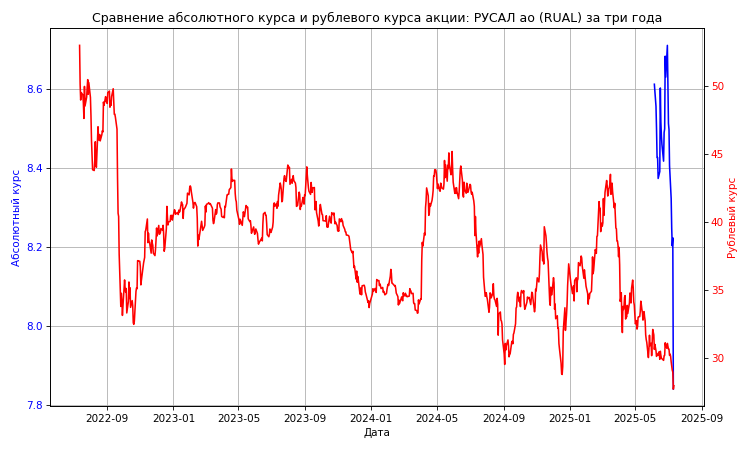 Сравнение абсолютного курса и рублевого курса акции: РУСАЛ ао (RUAL) за три года
Абсолютный курс
8.6
8.4
8.2
8.0
7.8
50
45
40
35
30
Рублевый курс
2022-09 2023-01 2023-05 2023-09 2024-01 2024-05 2024-09 2025-01 2025-05 2025-09
Дата